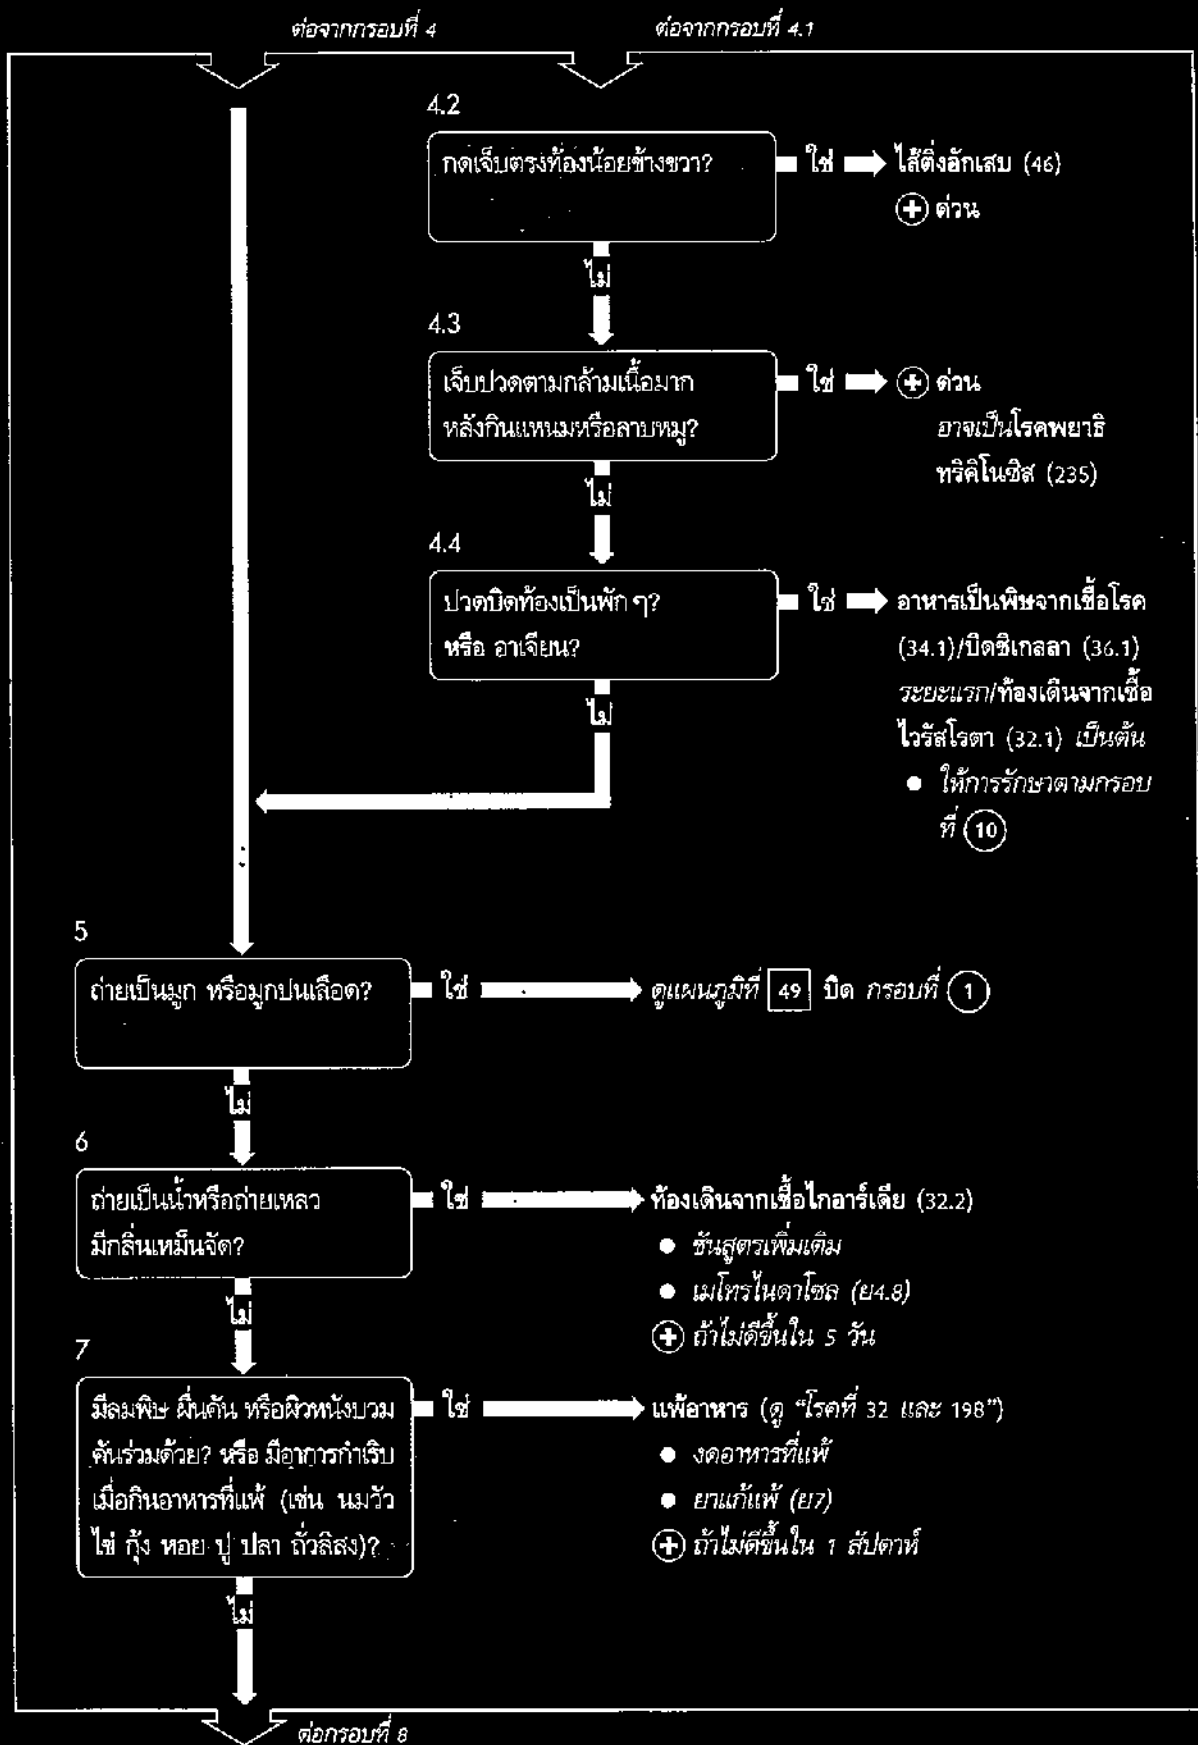 ต่อจากกรอบที่ 4
ต่อจากกรอบที่ 4.1
4.2
กดเจ็บตรงท้องน้อยข้างขวา?
ใช่
ไส้ติ่งอักเสบ (46)
ด่วน
ไม่
4.3
เจ็บปวดตามกล้ามเนื้อมาก
หลังกินแหนมหรือลาบหมู?
ใช่
ด่วน
อาจเป็นโรคพยาธิ
ทริคิโนซิส (235)
ไม่
4.4
ปวดบิดท้องเป็นพัก ๆ?
หรือ อาเจียน?
ใช่
อาหารเป็นพิษจากเชื้อโรค
(34.1)/บิดชิเกลลา (36.1)
ระยะแรก/ท้องเดินจากเชื้อ
ไวรัสโรตา (32.1) เป็นต้น
● ให้การรักษาตามกรอบ
ที่ 10
ไม่
5
ถ่ายเป็นมูก หรือมูกปนเลือด?
ใช่
ดูแผนภูมิที่ 49 บิด กรอบที่ 1
ไม่
6
ถ่ายเป็นน้ำหรือถ่ายเหลว
มีกลิ่นเหม็นจัด?
ใช่
ท้องเดินจากเชื้อไกอาร์เดีย (32.2)
● ชันสูตรเพิ่มเติม
● เมโทรไนดาโซล (ย4.8)
ถ้าไม่ดีขึ้นใน 5 วัน
ไม่
7
มีลมพิษ ผื่นคัน หรือผิวหนังบวม
คันร่วมด้วย? หรือ มีอาการกำเริบ
เมื่อกินอาหารที่แพ้ (เช่น นมวัว
ไข่ กุ้ง หอย ปู ปลา ถั่วลิสง)?
ใช่
แพ้อาหาร (ดู "โรคที่ 32 และ 198")
● งดอาหารที่แพ้
● ยาแก้แพ้ (ย7)
ถ้าไม่ดีขึ้นใน 1 สัปดาห์
ไม่
ต่อกรอบที่ 8